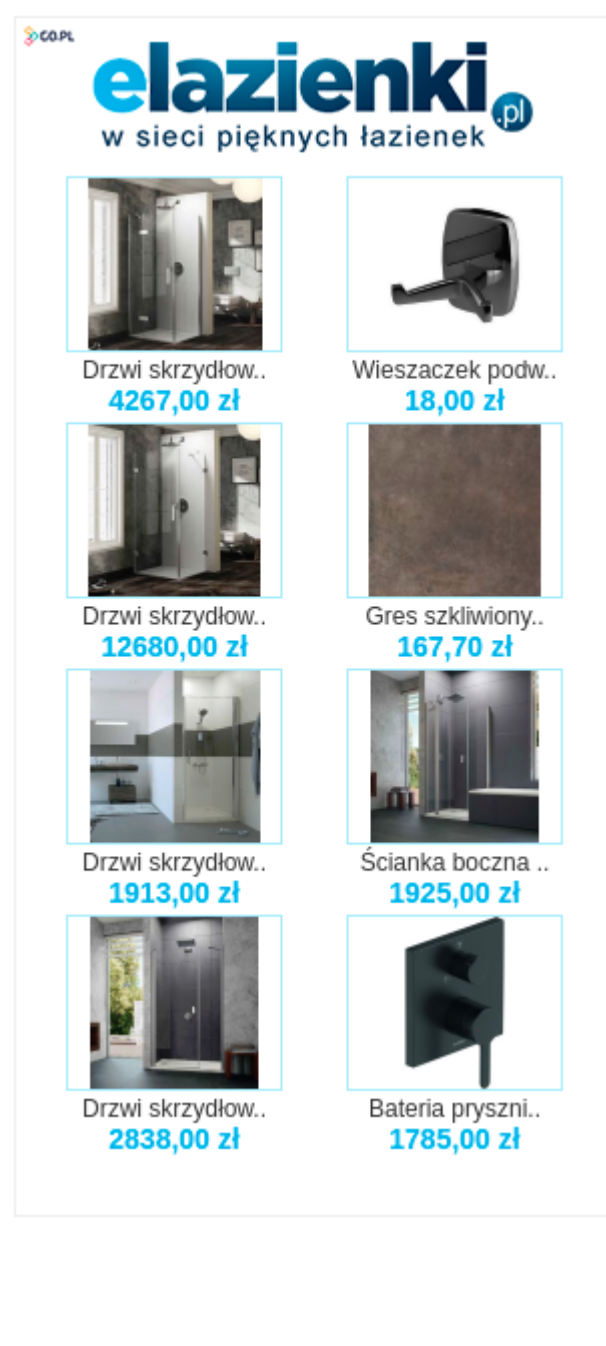 GO.PL
elazienki.pl
w sieci pięknych łazienek
Drzwi skrzydłow..
4267,00 zł
Wieszaczek podw..
18,00 zł
Drzwi skrzydłow..
12680,00 zł
Gres szkliwiony..
167,70 zł
Drzwi skrzydłow..
1913,00 zł
Ścianka boczna ..
1925,00 zł
Drzwi skrzydłow..
2838,00 zł
Bateria pryszni..
1785,00 zł